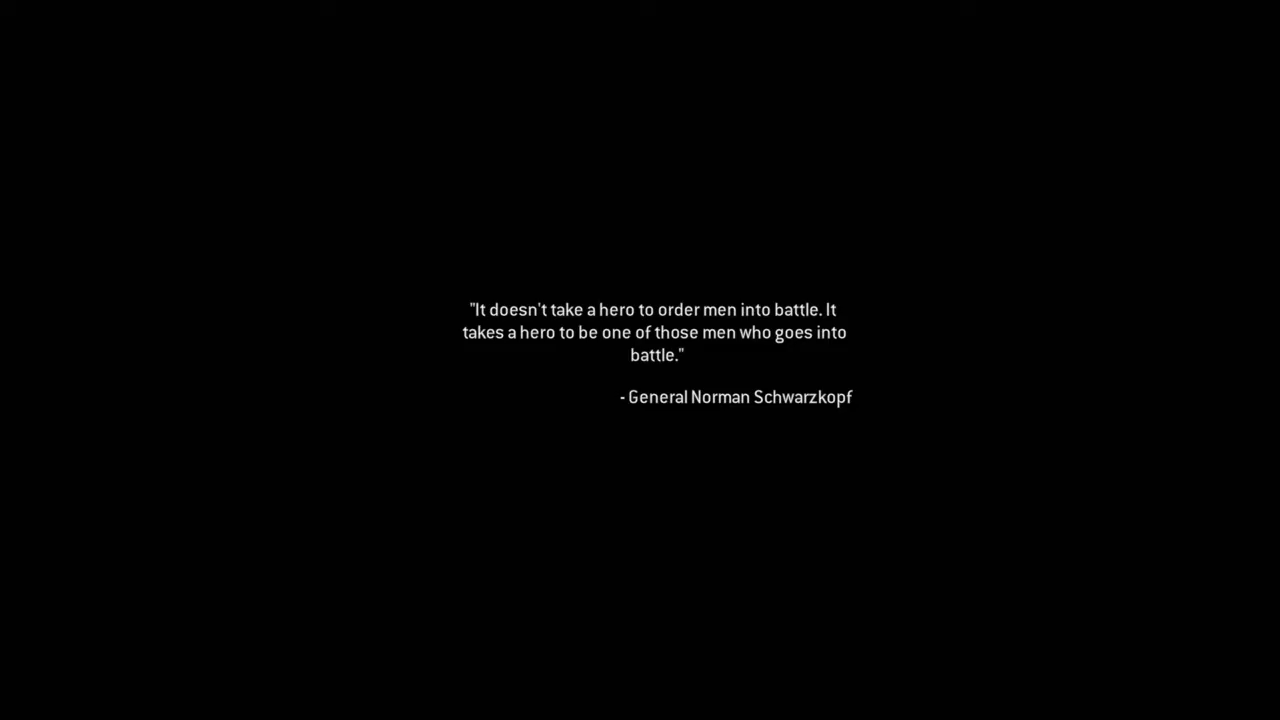 "It doesn't take a hero to order men into battle. It
takes a hero to be one of those men who goes into
battle."
- General Norman Schwarzkopf